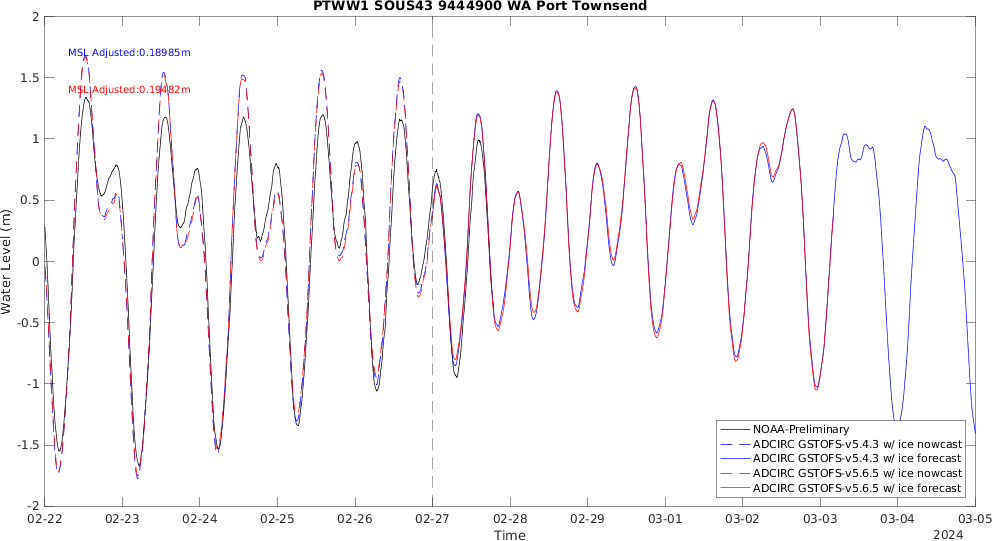 PTWW1 SOUS43 9444900 WA Port Townsend
2
1.5
1
0.5
0
-0.5
-1
-1.5
-2
Water Level (m)
MSL Adjusted:0.18985m
MSL Adjusted:0.19482m
NOAA-Preliminary
ADCIRC GSTOFS-v5.4.3 w/ ice nowcast
ADCIRC GSTOFS-v5.4.3 w/ ice forecast
ADCIRC GSTOFS-v5.6.5 w/ ice nowcast
ADCIRC GSTOFS-v5.6.5 w/ ice forecast
02-22 02-23 02-24 02-25 02-26 02-27 02-28 02-29 03-01 03-02 03-03 03-04 03-05
Time
2024